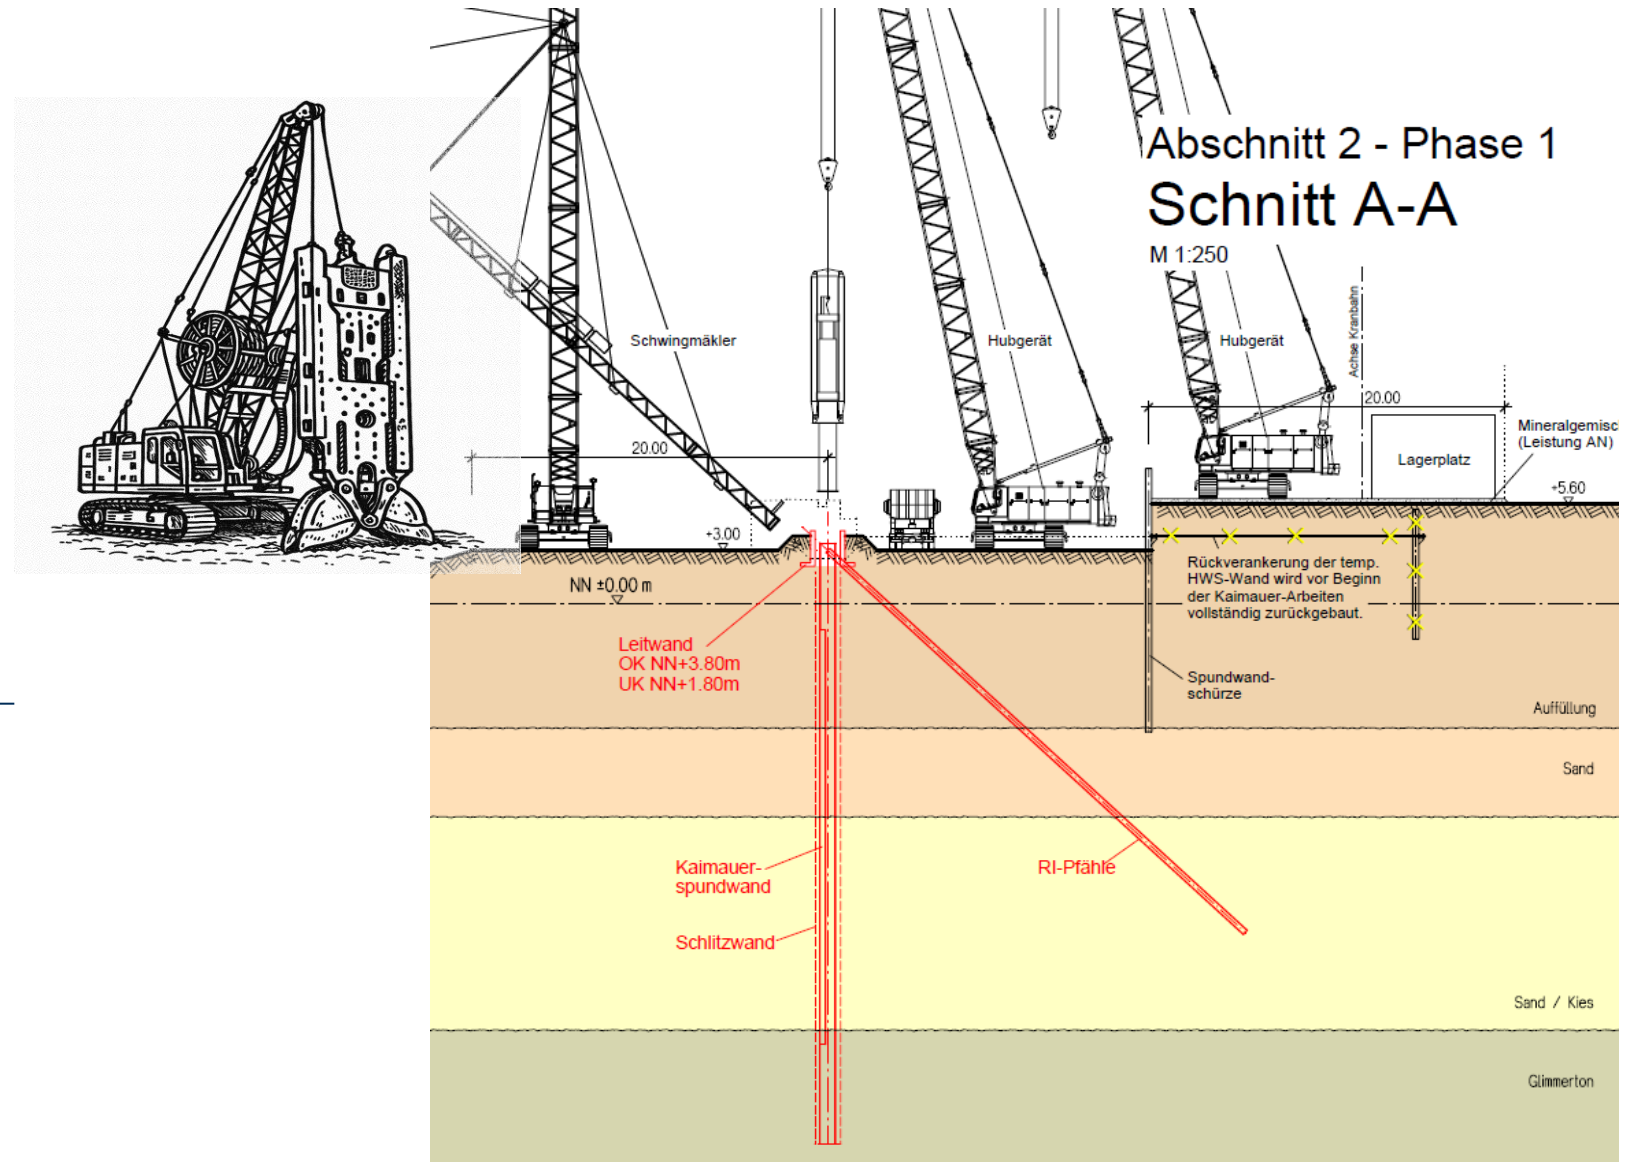 Abschnitt 2 - Phase 1
Schnitt A-A
M 1:250
Achse Kranbahn
Schwingmäkler
Hubgerät
Hubgerät
20.00
20.00
Lagerplatz
Mineralgemisc
(Leistung AN)
+5.60
+3.00
NN ±0.00 m
Rückverankerung der temp.
HWS-Wand wird vor Beginn
der Kaimauer-Arbeiten
vollständig zurückgebaut.
Leitwand
OK NN+3.80m
UK NN+1.80m
Spundwand-
schürze
Auffüllung
Sand
Kaimauer-
spundwand
RI-Pfähle
Schlitzwand
Sand / Kies
Glimmerton